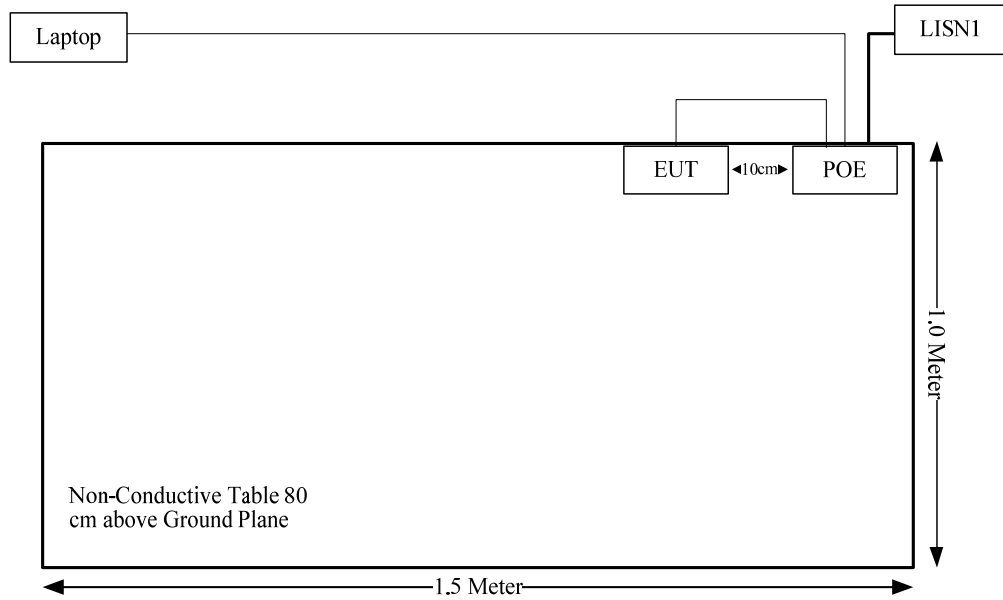 Laptop
LISN1
EUT
10cm
POE
1.0 Meter
Non-Conductive Table 80
cm above Ground Plane
1.5 Meter